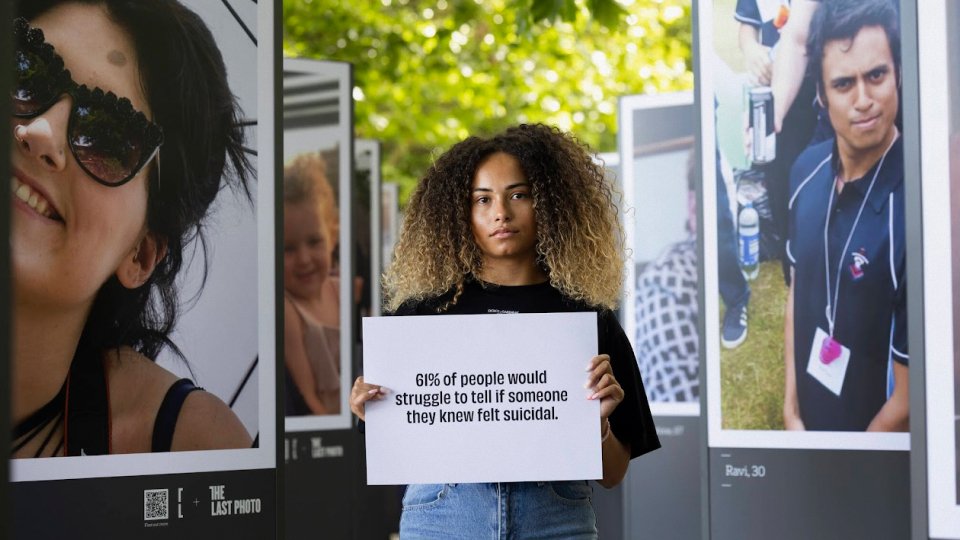 61% of people would
struggle to tell if someone
they knew felt suicidal.
THE
LAST PHOTO
THE
LAST PHOTO
Ravi, 30